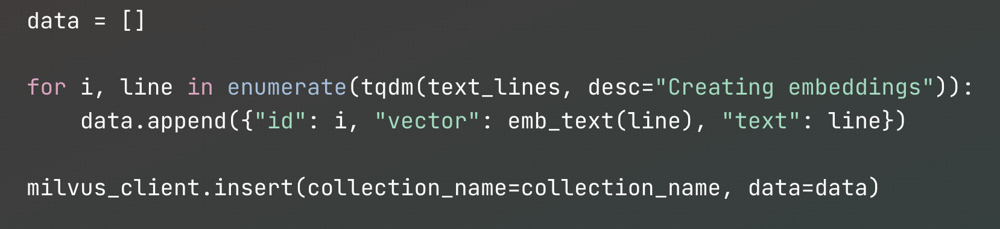 data = []
for i, line in enumerate(tqdm(text_lines, desc="Creating embeddings")):
    data.append({"id": i, "vector": emb_text(line), "text": line})
milvus_client.insert(collection_name=collection_name, data=data)